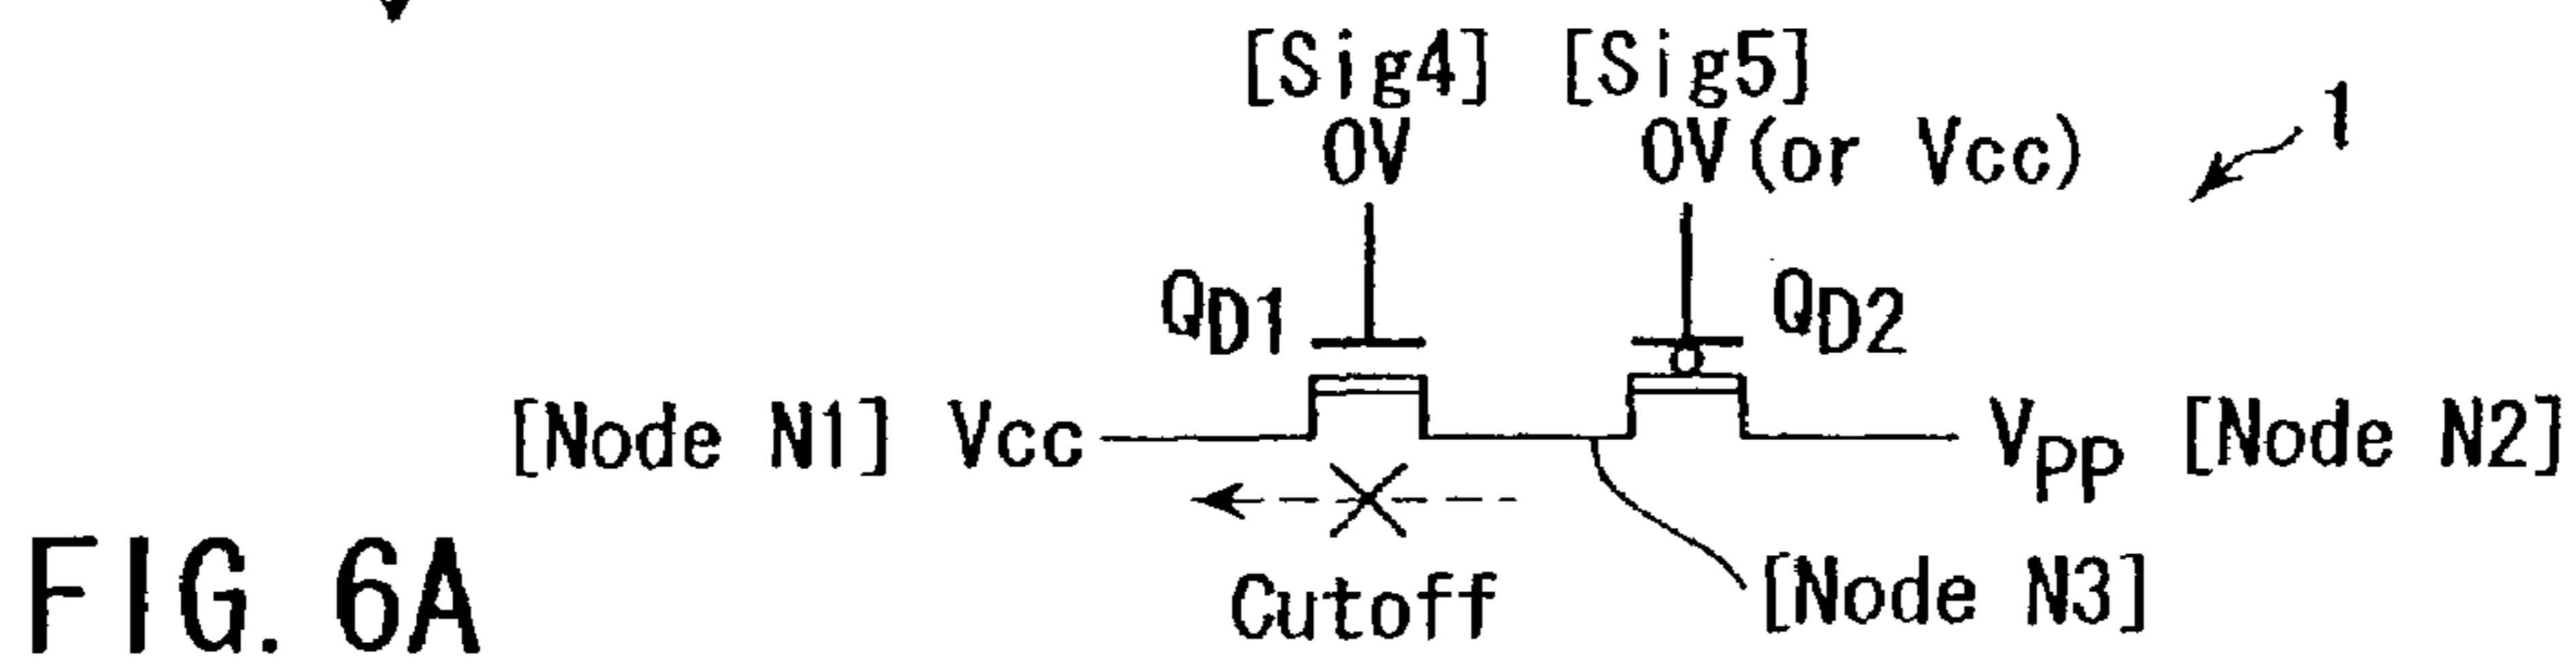 [Sig4] [Sig5]
0V 0V(or Vcc) 1
QD1 QD2
[Node N1] Vcc VPP [Node N2]
Cutoff [Node N3]
FIG. 6A